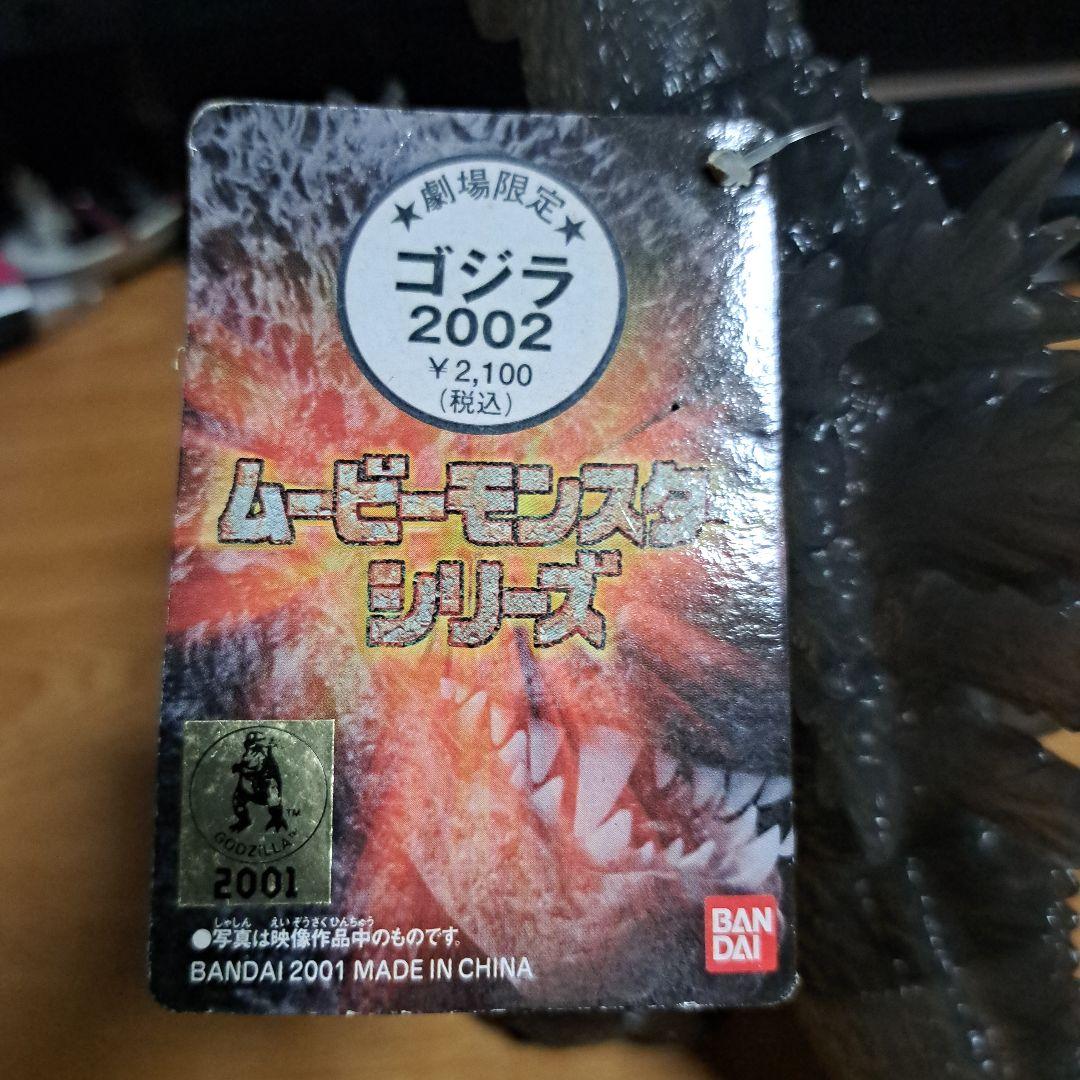 ★劇場限定★
ゴジラ
2002
￥2,100
(税込)
ムービーモンスター
シリーズ
TM
GODZILLA™
2001
しゃしん えいぞうさくひんちゅう
●写真は映像作品中のものです。
BANDAI 2001 MADE IN CHINA
BAN
DAI